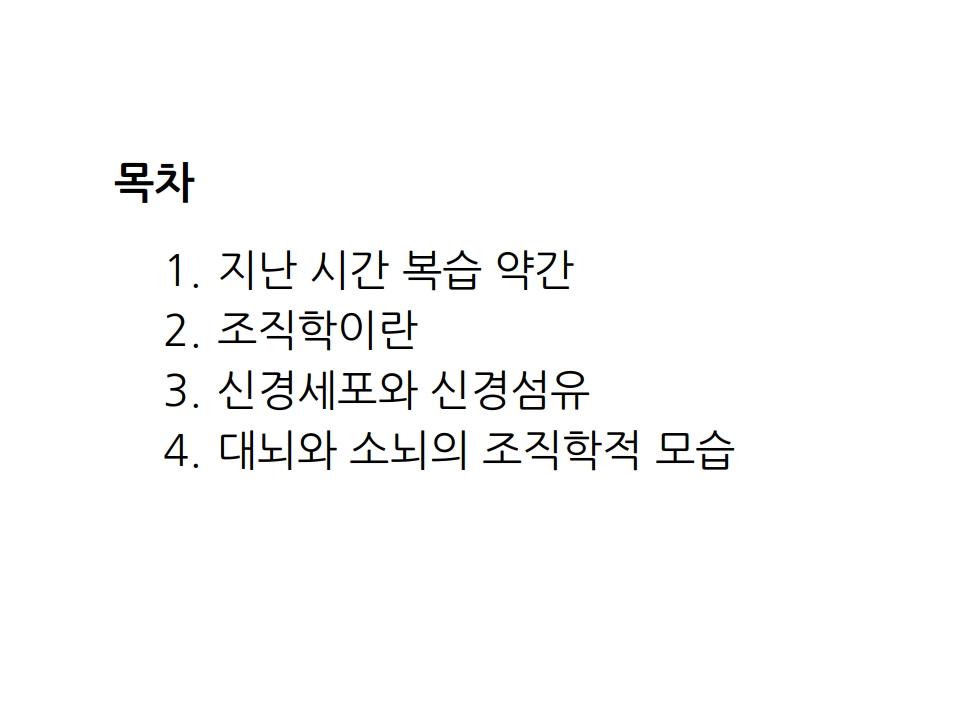 목차
1. 지난 시간 복습 약간
2. 조직학이란
3. 신경세포와 신경섬유
4. 대뇌와 소뇌의 조직학적 모습